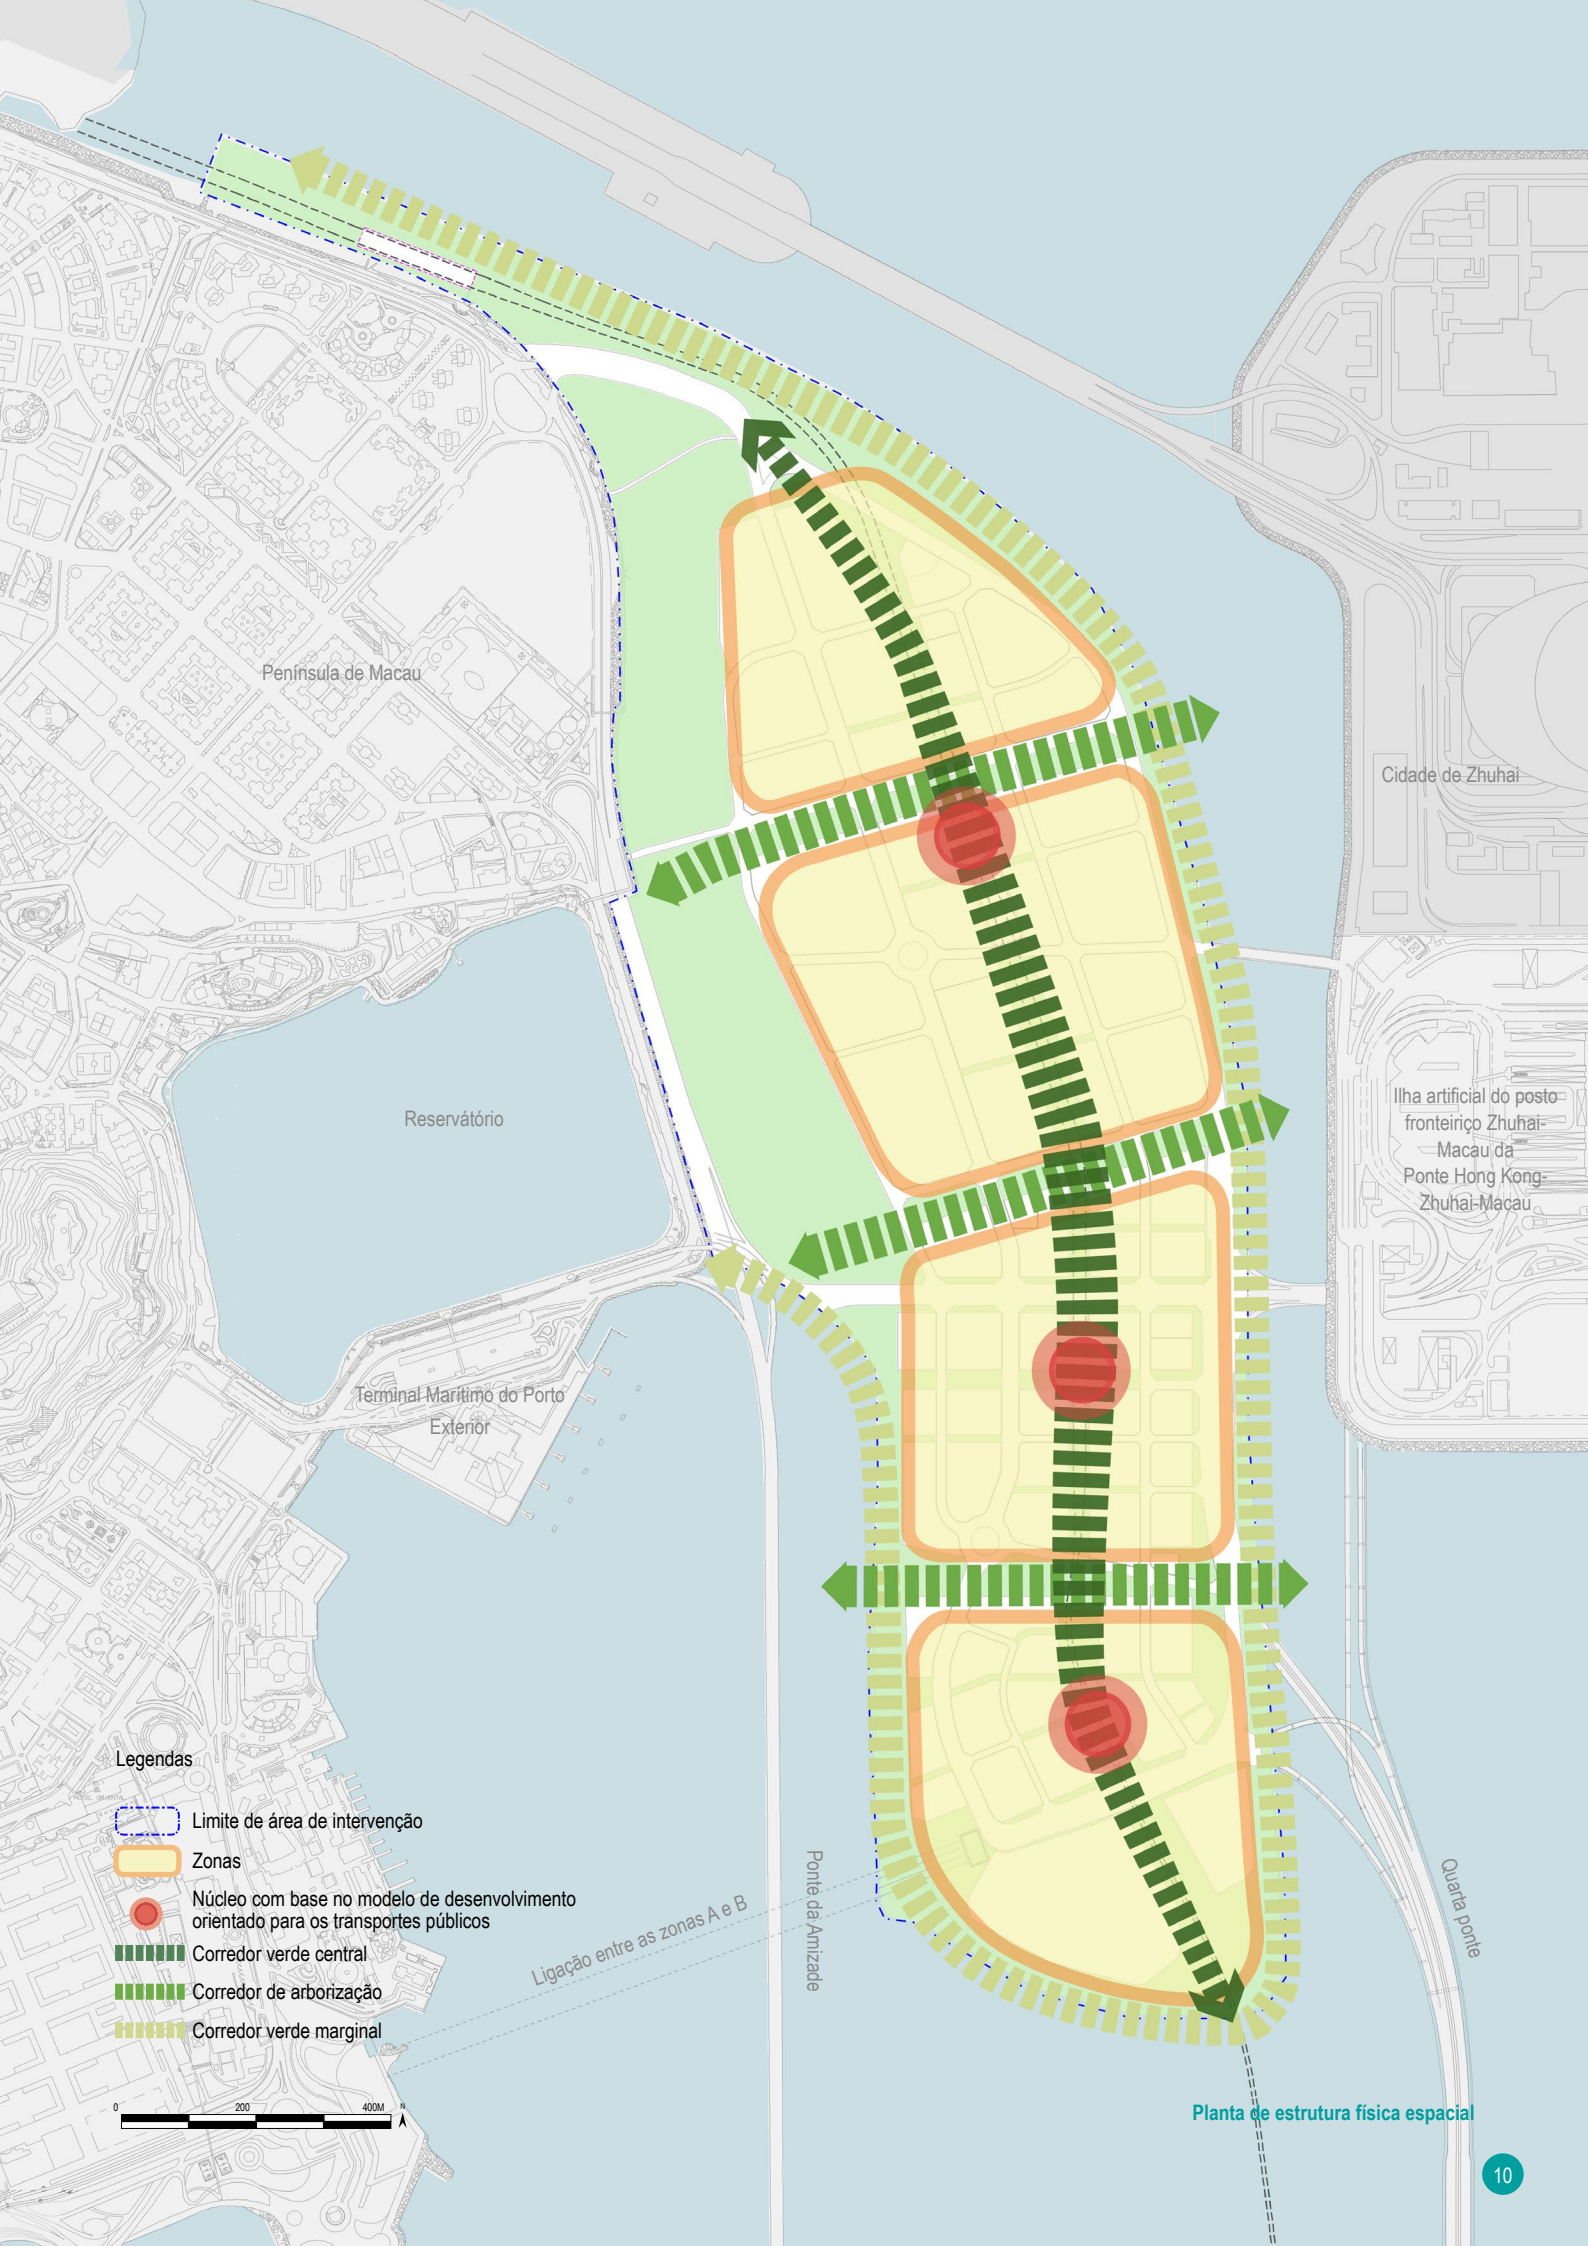 Península de Macau
Cidade de Zhuhai
Reservátório
Ilha artificial do posto
fronteiriço Zhuhai-
Macau da
Ponte Hong Kong-
Zhuhai-Macau
Terminal Marítimo do Porto
Exterior
Legendas
HOTEL ORIENTAL
Limite de área de intervenção
Zonas
Núcleo com base no modelo de desenvolvimento
orientado para os transportes públicos
Corredor verde central
Corredor de arborização
Corredor verde marginal
Ligação entre as zonas A e B
Ponte da Amizade
Quarta ponte
0 200 400M N
Planta de estrutura física espacial
10